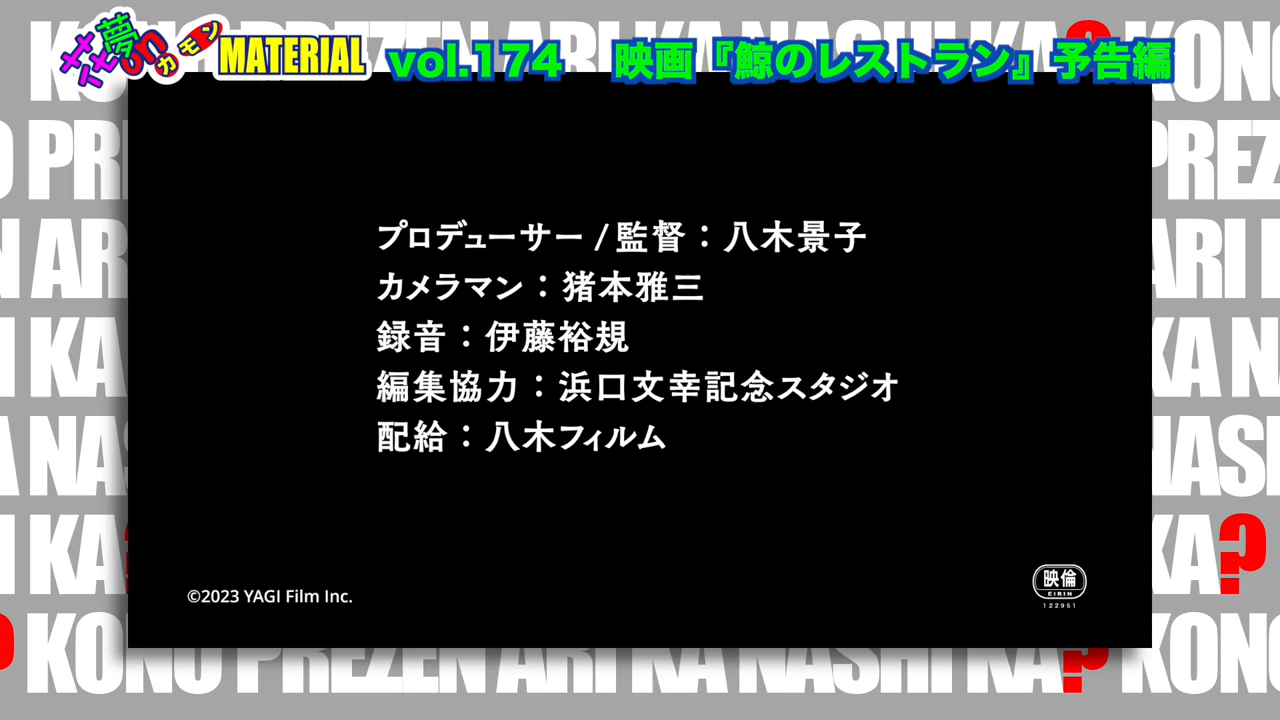 夢 カモン MATERIAL vol.174 映画『鯨のレストラン』予告編
プロデューサー / 監督：八木景子
カメラマン：猪本雅三
録音：伊藤裕規
編集協力：浜口文幸記念スタジオ
配給：八木フィルム
©2023 YAGI Film Inc.
映倫
EIRIN
122951
KONO PREZEN ARI KA NASHI KA? KONO